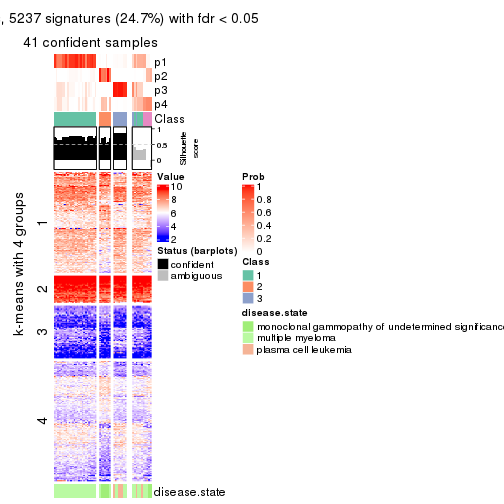 , 5237 signatures (24.7%) with fdr < 0.05
41 confident samples
p1
p2
p3
p4
Class
1
0.5
0
Silhouette
score
k-means with 4 groups
1
2
3
4
Value
10
8
6
4
2
Status (barplots)
confident
ambiguous
Prob
1
0.8
0.6
0.4
0.2
0
Class
1
2
3
disease.state
monoclonal gammopathy of undetermined significance
multiple myeloma
plasma cell leukemia
disease.state